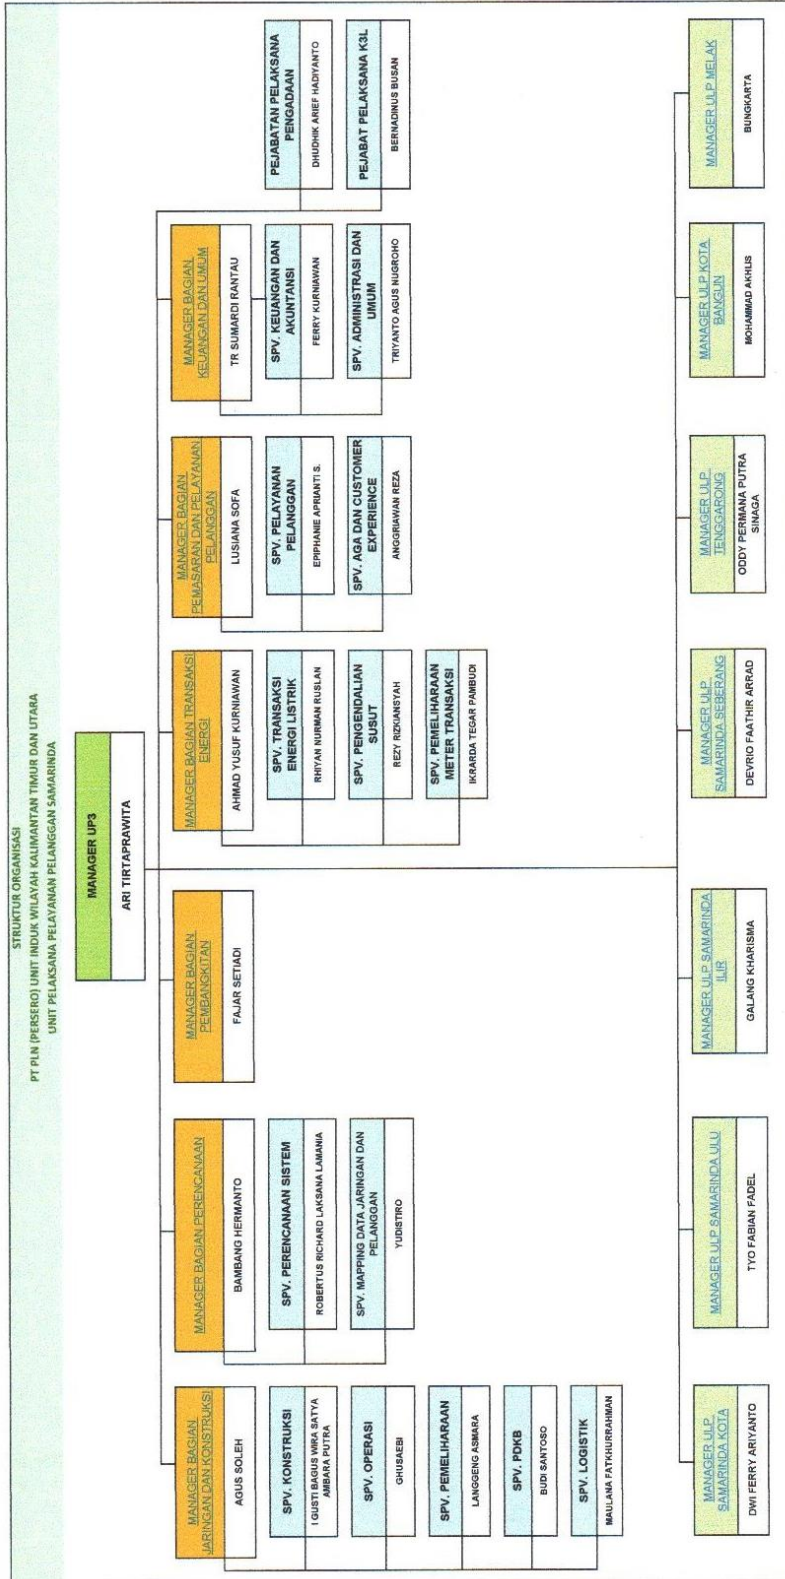 STRUKTUR ORGANISASI
PT PLN (PERSERO) UNIT INDUK WILAYAH KALIMANTAN TIMUR DAN UTARA
UNIT PELAKSANA PELAYANAN PELANGGAN SAMARINDA
MANAGER UP3
ARI TIRTAPRAWITA
MANAGER BAGIAN
JARINGAN DAN KONSTRUKSI
AGUS SOLEH
SPV. KONSTRUKSI
I GUSTI BAGUS WIRA SATYA
AMBARA PUTRA
SPV. OPERASI
GHUSAEBI
SPV. PEMELIHARAAN
LANGGENG ASMARA
SPV. PDKB
BUDI SANTOSO
SPV. LOGISTIK
MAULANA FATKHURRAHMAN
MANAGER BAGIAN PERENCANAAN
BAMBANG HERMANTO
SPV. PERENCANAAN SISTEM
ROBERTUS RICHARD LAKSANA LAMANIA
SPV. MAPPING DATA JARINGAN DAN
PELANGGAN
YUDISTIRO
MANAGER BAGIAN
PEMBANGKITAN
FAJAR SETIADI
MANAGER BAGIAN TRANSAKSI
ENERGI
AHMAD YUSUF KURNIAWAN
SPV. TRANSAKSI
ENERGI LISTRIK
RHIYAN NURMAN RUSLAN
SPV. PENGENDALIAN
SUSUT
REZY RIZKIANSYAH
SPV. PEMELIHARAAN
METER TRANSAKSI
IKRARDA TEGAR PAMBUDI
MANAGER BAGIAN
PEMASARAN DAN PELAYANAN
PELANGGAN
LUSIANA SOFA
SPV. PELAYANAN
PELANGGAN
EPIPHANIE APRIANTI S.
SPV. AGA DAN CUSTOMER
EXPERIENCE
ANGGRIAWAN REZA
MANAGER BAGIAN
KEUANGAN DAN UMUM
TR SUMARDI RANTAU
SPV. KEUANGAN DAN
AKUNTANSI
FERRY KURNIAWAN
SPV. ADMINISTRASI DAN
UMUM
TRIYANTO AGUS NUGROHO
PEJABATAN PELAKSANA
PENGADAAN
DHUDHIK ARIEF HADIYANTO
PEJABAT PELAKSANA K3L
BERNADINUS BUSAN
MANAGER ULP
SAMARINDA KOTA
DWI FERRY ARIYANTO
MANAGER ULP SAMARINDA ULU
TYO FABIAN FADEL
MANAGER ULP SAMARINDA
ILIR
GALANG KHARISMA
MANAGER ULP
SAMARINDA SEBERANG
DEVRIO FAATHIR ARRAD
MANAGER ULP
TENGGARONG
ODDY PERMANA PUTRA
SINAGA
MANAGER ULP KOTA
BANGUN
MOHAMMAD AKHLIS
MANAGER ULP MELAK
BUNGKARTA